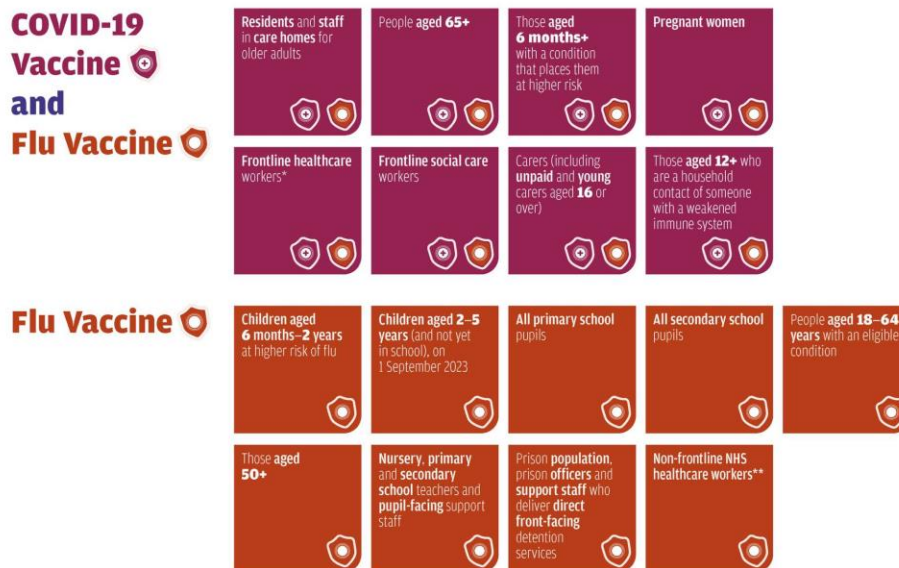 COVID-19
Vaccine
and
Flu Vaccine
Residents and staff
in care homes for
older adults
People aged 65+
Those aged
6 months+
with a condition
that places them
at higher risk
Pregnant women
Frontline healthcare
workers*
Frontline social care
workers
Carers (including
unpaid and young
carers aged 16 or
over)
Those aged 12+ who
are a household
contact of someone
with a weakened
immune system
Flu Vaccine
Children aged
6 months–2 years
at higher risk of flu
Children aged 2–5
years (and not yet
in school), on
1 September 2023
All primary school
pupils
All secondary school
pupils
People aged 18–64
years with an eligible
condition
Those aged
50+
Nursery, primary
and secondary
school teachers and
pupil-facing support
staff
Prison population,
prison officers and
support staff who
deliver direct
front-facing
detention
services
Non-frontline NHS
healthcare workers**